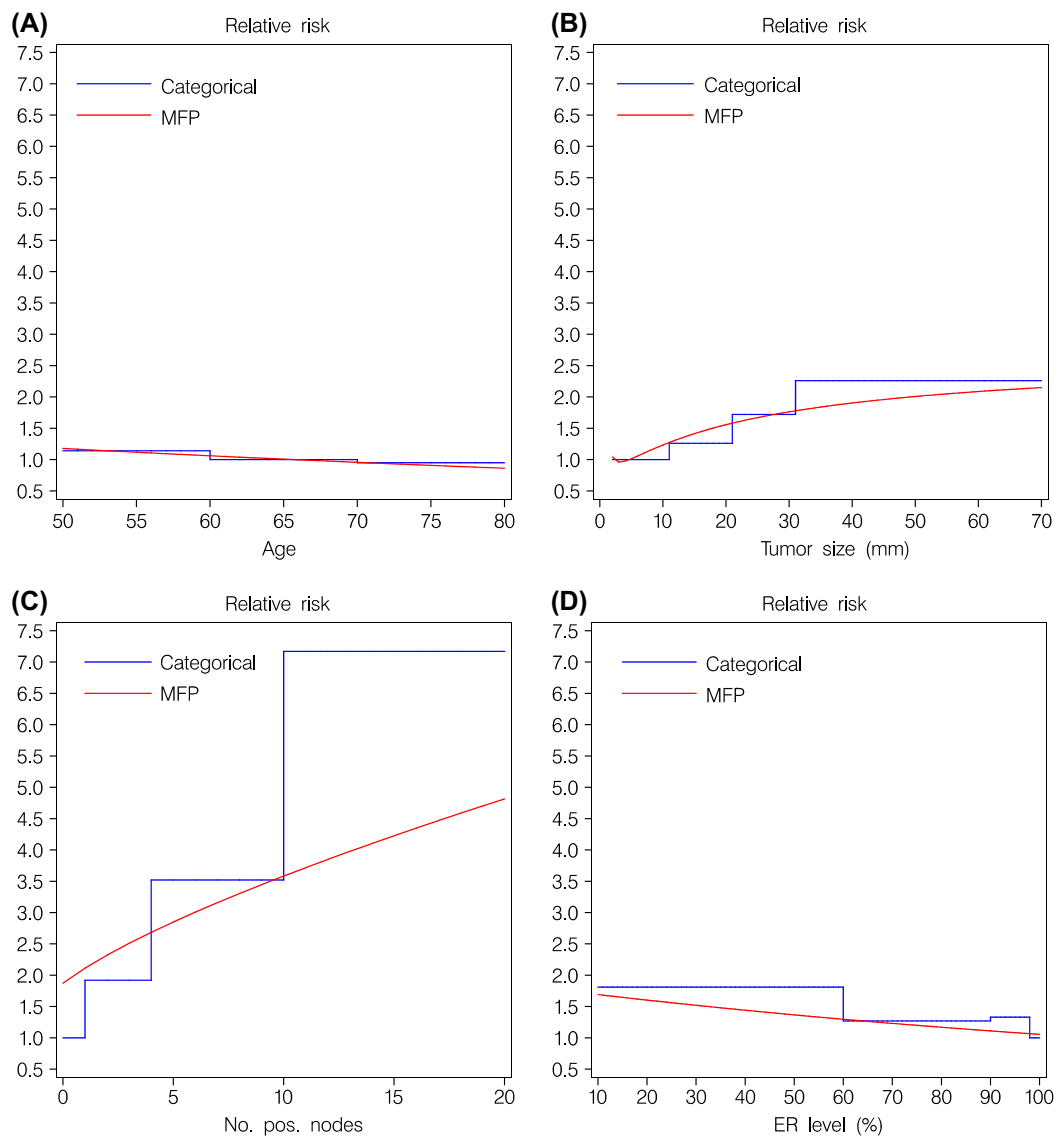 (A)
Relative risk
7.5
7.0
6.5
6.0
5.5
5.0
4.5
4.0
3.5
3.0
2.5
2.0
1.5
1.0
0.5
Categorical
MFP
50 55 60 65 70 75 80
Age
(B)
Relative risk
7.5
7.0
6.5
6.0
5.5
5.0
4.5
4.0
3.5
3.0
2.5
2.0
1.5
1.0
0.5
Categorical
MFP
0 10 20 30 40 50 60 70
Tumor size (mm)
(C)
Relative risk
7.5
7.0
6.5
6.0
5.5
5.0
4.5
4.0
3.5
3.0
2.5
2.0
1.5
1.0
0.5
Categorical
MFP
0 5 10 15 20
No. pos. nodes
(D)
Relative risk
7.5
7.0
6.5
6.0
5.5
5.0
4.5
4.0
3.5
3.0
2.5
2.0
1.5
1.0
0.5
Categorical
MFP
10 20 30 40 50 60 70 80 90 100
ER level (%)